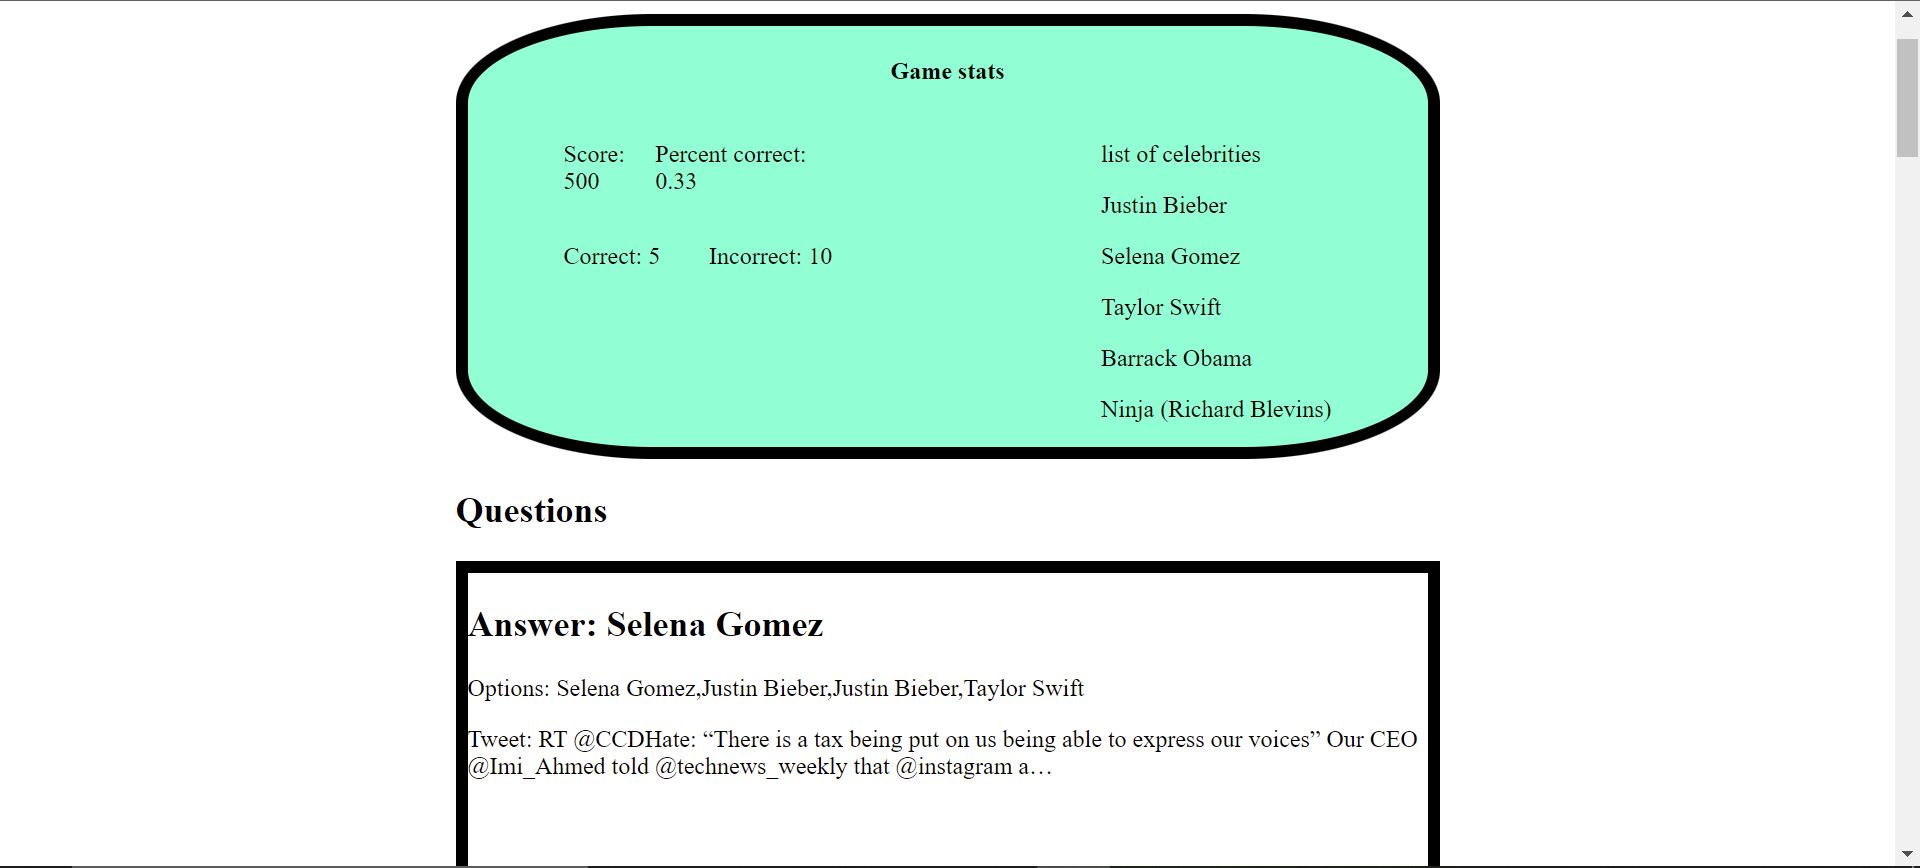 Game stats
Score: Percent correct:
500 0.33
Correct: 5 Incorrect: 10
list of celebrities
Justin Bieber
Selena Gomez
Taylor Swift
Barrack Obama
Ninja (Richard Blevins)
Questions
Answer: Selena Gomez
Options: Selena Gomez,Justin Bieber,Justin Bieber,Taylor Swift
Tweet: RT @CCDHate: “There is a tax being put on us being able to express our voices” Our CEO
@Imi_Ahmed told @technews_weekly that @instagram a…